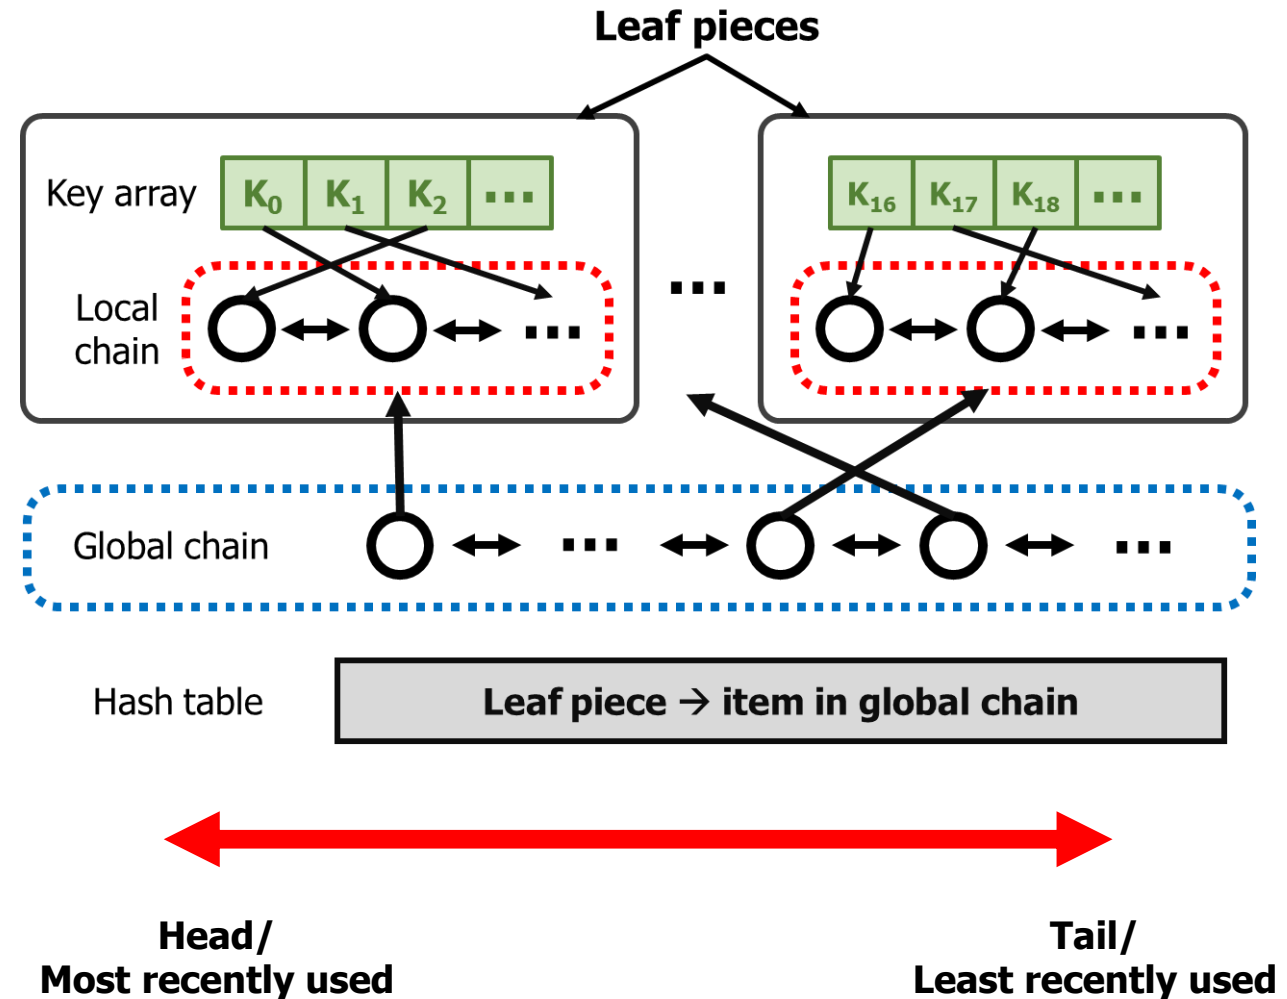 Leaf pieces
Key array
K0 K1 K2 ...
K16 K17 K18 ...
Local
chain
...
...
...
Global chain
...
...
Hash table
Leaf piece → item in global chain
Head/
Most recently used
Tail/
Least recently used